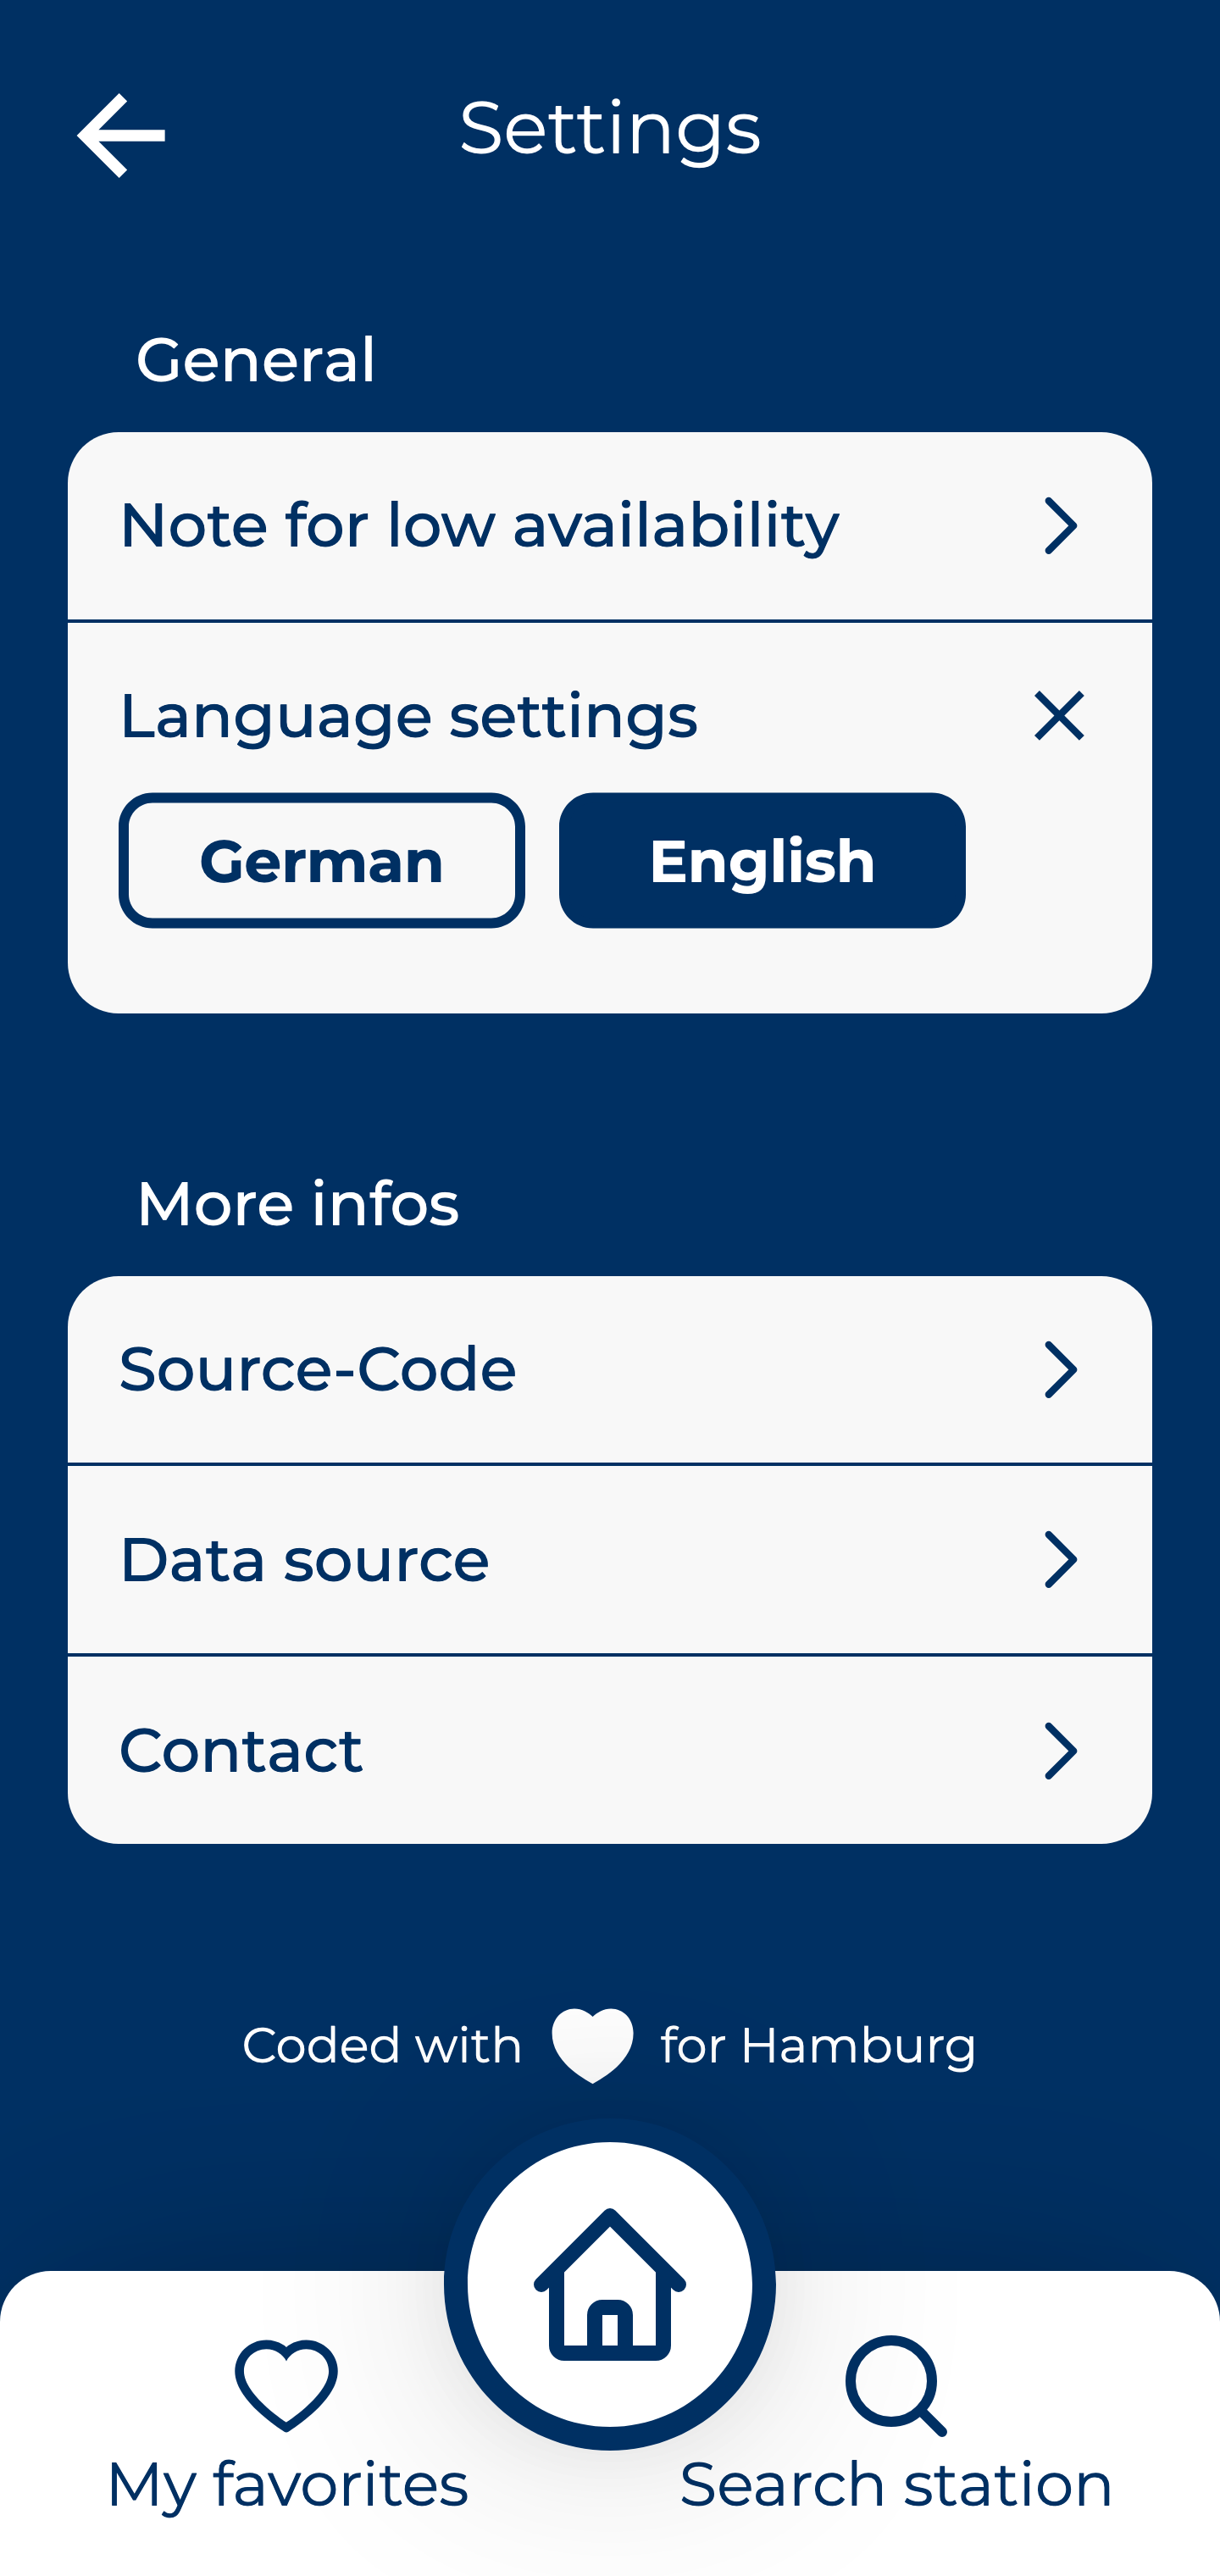 Settings
General
Note for low availability
Language settings
German English
More infos
Source-Code
Data source
Contact
Coded with for Hamburg
My favorites Search station